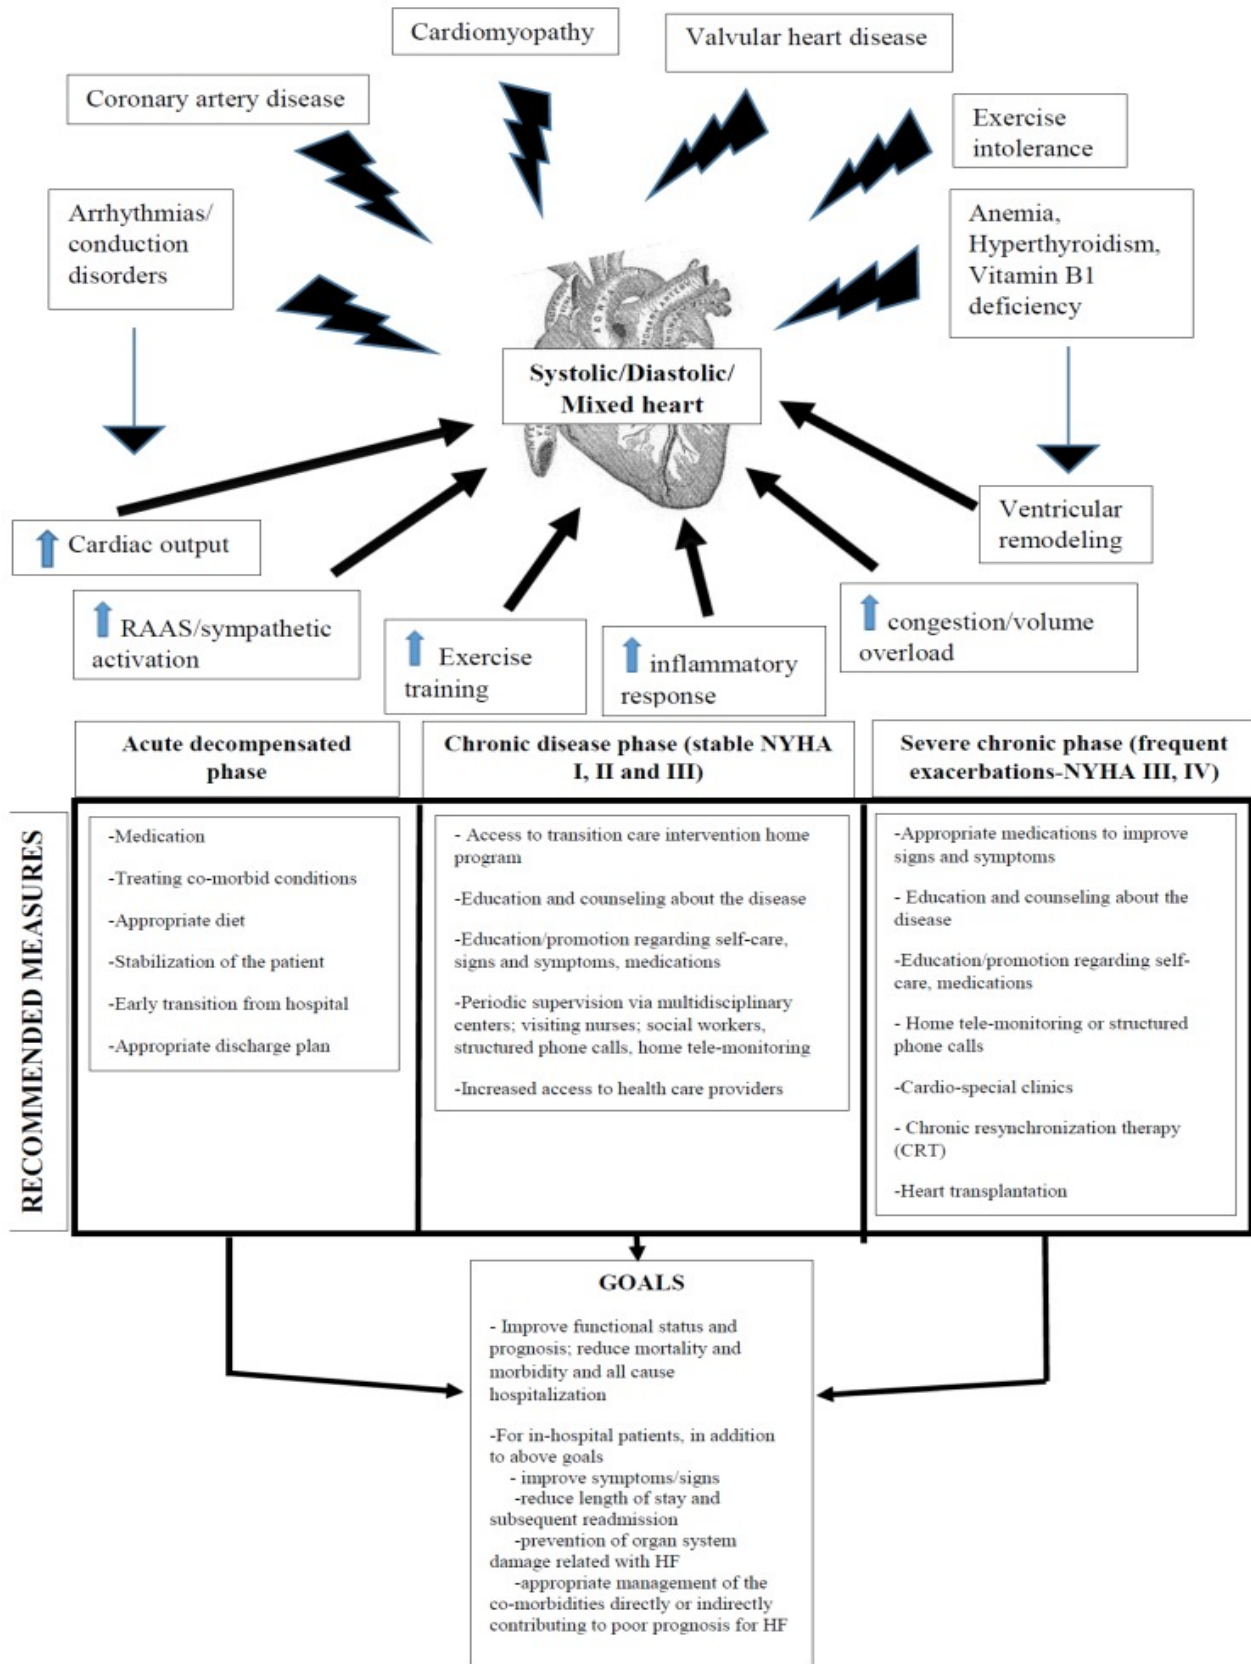 Cardiomyopathy
Valvular heart disease
Coronary artery disease
Exercise
intolerance
Arrhythmias/
conduction
disorders
Anemia,
Hyperthyroidism,
Vitamin B1
deficiency
AORTA
Systolic/Diastolic/
Mixed heart
Cardiac output
Ventricular
remodeling
RAAS/sympathetic
activation
Exercise
training
inflammatory
response
congestion/volume
overload
Acute decompensated
phase
Chronic disease phase (stable NYHA
I, II and III)
Severe chronic phase (frequent
exacerbations-NYHA III, IV)
RECOMMENDED MEASURES
-Medication
-Treating co-morbid conditions
-Appropriate diet
-Stabilization of the patient
-Early transition from hospital
-Appropriate discharge plan
- Access to transition care intervention home
program
-Education and counseling about the disease
-Education/promotion regarding self-care,
signs and symptoms, medications
-Periodic supervision via multidisciplinary
centers; visiting nurses; social workers,
structured phone calls, home tele-monitoring
-Increased access to health care providers
-Appropriate medications to improve
signs and symptoms
- Education and counseling about the
disease
-Education/promotion regarding self-
care, medications
- Home tele-monitoring or structured
phone calls
-Cardio-special clinics
- Chronic resynchronization therapy
(CRT)
-Heart transplantation
GOALS
- Improve functional status and
prognosis; reduce mortality and
morbidity and all cause
hospitalization
-For in-hospital patients, in addition
to above goals
- improve symptoms/signs
-reduce length of stay and
subsequent readmission
-prevention of organ system
damage related with HF
-appropriate management of the
co-morbidities directly or indirectly
contributing to poor prognosis for HF